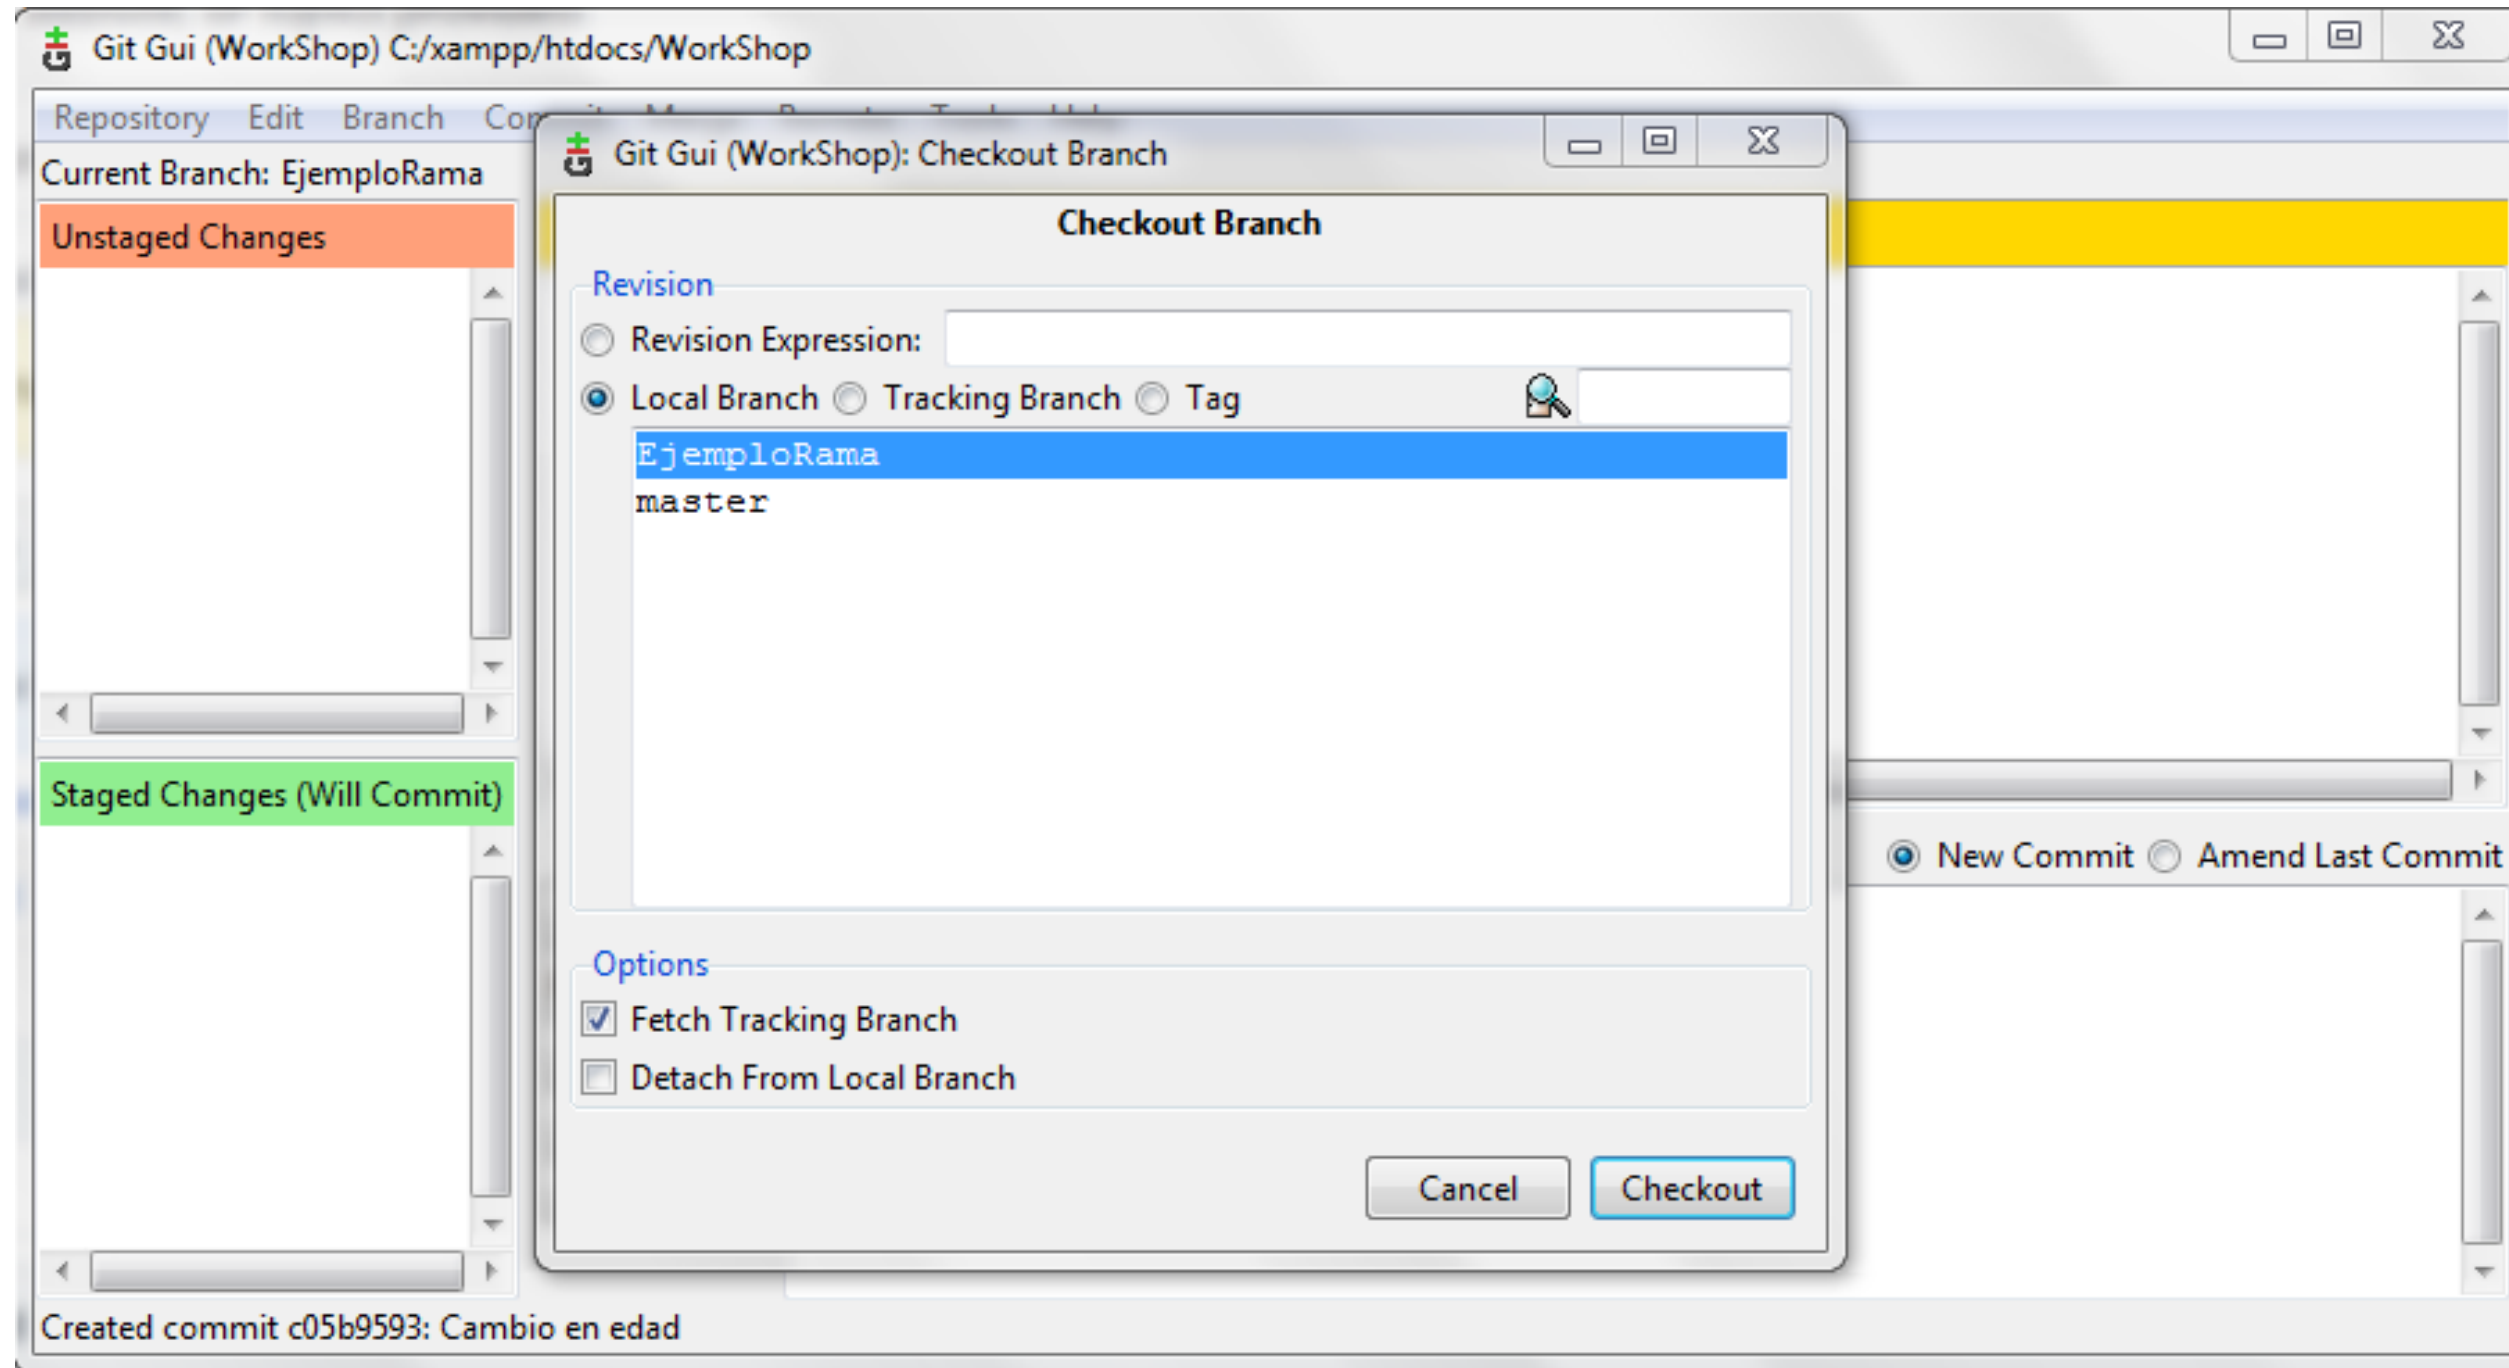 Git Gui (WorkShop) C:/xampp/htdocs/WorkShop
Repository Edit Branch
Git Gui (WorkShop): Checkout Branch
Current Branch: EjemploRama
Checkout Branch
Unstaged Changes
Revision
Revision Expression:
Local Branch Tracking Branch Tag
EjemploRama
master
Staged Changes (Will Commit)
New Commit Amend Last Commit
Options
Fetch Tracking Branch
Detach From Local Branch
Cancel Checkout
Created commit c05b9593: Cambio en edad